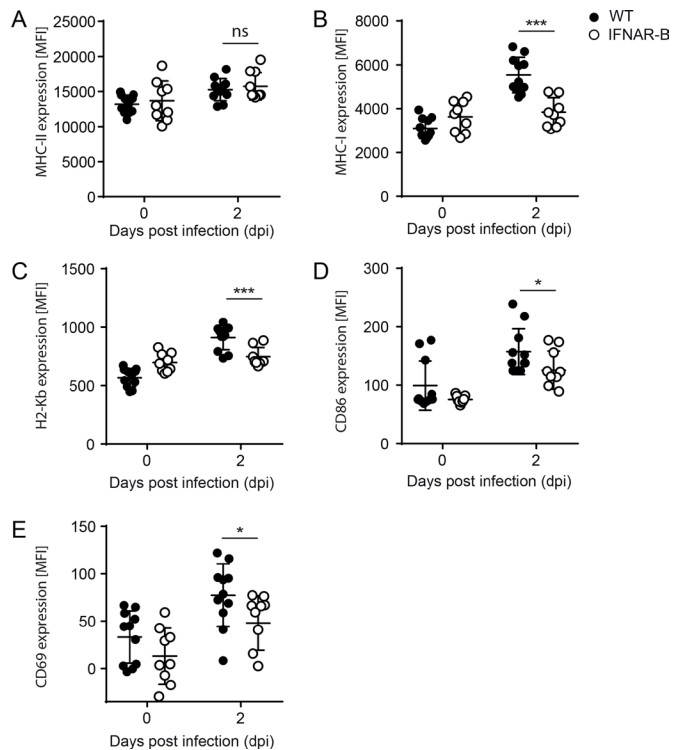 A
MHC-II expression [MFI]
25000
20000
15000
10000
5000
0
ns
0 2
Days post infection (dpi)
B
MHC-I expression [MFI]
8000
6000
4000
2000
0
***
0 2
Days post infection (dpi)
WT
IFNAR-B
C
H2-Kb expression [MFI]
1500
1000
500
0
***
0 2
Days post infection (dpi)
D
CD86 expression [MFI]
300
200
100
0
*
0 2
Days post infection (dpi)
E
CD69 expression [MFI]
150
100
50
0
*
0 2
Days post infection (dpi)